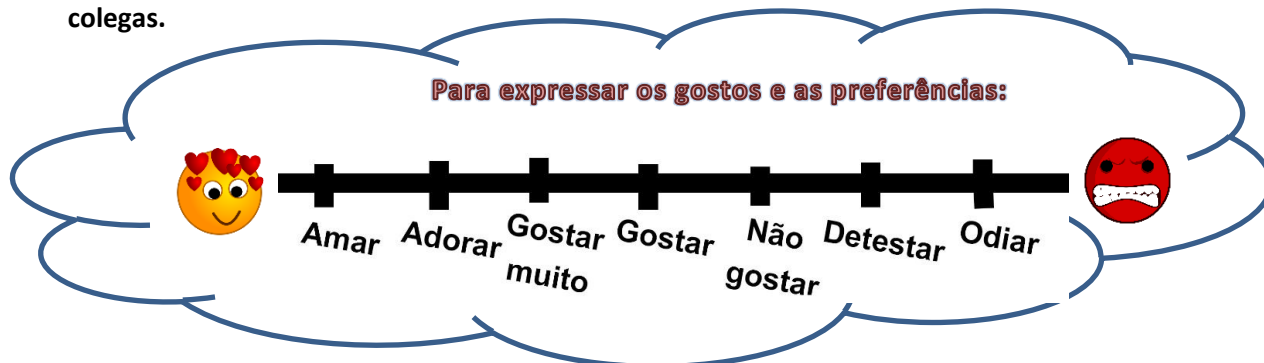 colegas.
Para expressar os gostos e as preferências:
Amar Adorar Gostar muito Gostar Não gostar Detestar Odiar